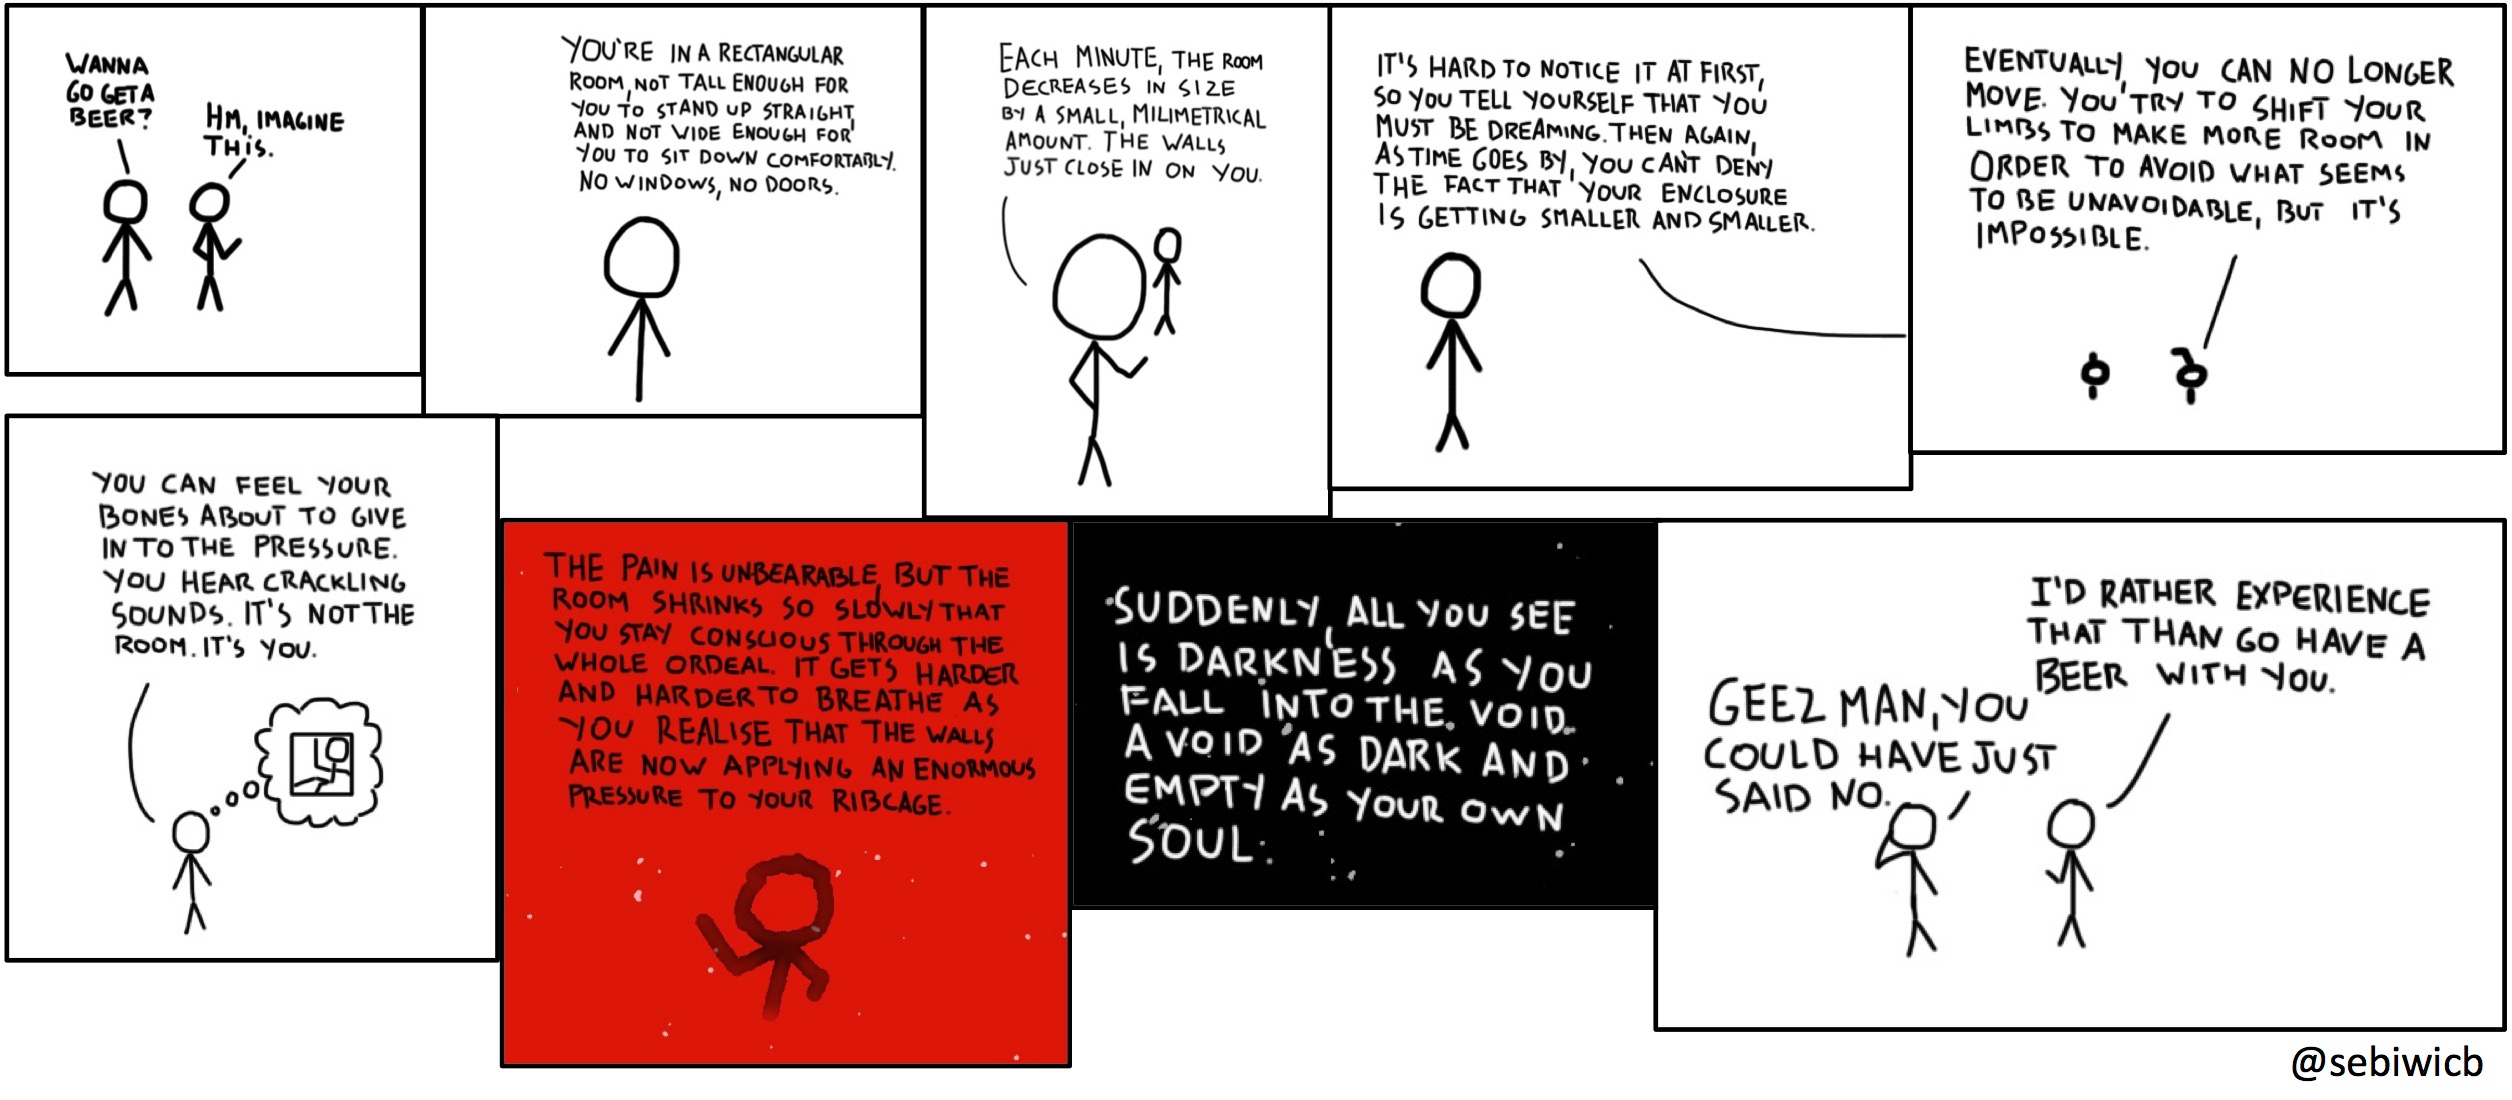 WANNA
GO GET A
BEER?
HM, IMAGINE
THIS.
YOU'RE IN A RECTANGULAR
ROOM, NOT TALL ENOUGH FOR
YOU TO STAND UP STRAIGHT,
AND NOT WIDE ENOUGH FOR
YOU TO SIT DOWN COMFORTABLY.
NO WINDOWS, NO DOORS.
EACH MINUTE, THE ROOM
DECREASES IN SIZE
BY A SMALL, MILIMETRICAL
AMOUNT. THE WALLS
JUST CLOSE IN ON YOU.
IT'S HARD TO NOTICE IT AT FIRST,
SO YOU TELL YOURSELF THAT YOU
MUST BE DREAMING. THEN AGAIN,
AS TIME GOES BY, YOU CAN'T DENY
THE FACT THAT YOUR ENCLOSURE
IS GETTING SMALLER AND SMALLER.
EVENTUALLY, YOU CAN NO LONGER
MOVE. YOU TRY TO SHIFT YOUR
LIMBS TO MAKE MORE ROOM IN
ORDER TO AVOID WHAT SEEMS
TO BE UNAVOIDABLE, BUT IT'S
IMPOSSIBLE.
YOU CAN FEEL YOUR
BONES ABOUT TO GIVE
IN TO THE PRESSURE.
YOU HEAR CRACKLING
SOUNDS. IT'S NOT THE
ROOM. IT'S YOU.
THE PAIN IS UNBEARABLE, BUT THE
ROOM SHRINKS SO SLOWLY THAT
YOU STAY CONSCIOUS THROUGH THE
WHOLE ORDEAL. IT GETS HARDER
AND HARDER TO BREATHE AS
YOU REALISE THAT THE WALLS
ARE NOW APPLYING AN ENORMOUS
PRESSURE TO YOUR RIBCAGE.
SUDDENLY, ALL YOU SEE
IS DARKNESS AS YOU
FALL INTO THE VOID.
A VOID AS DARK AND
EMPTY AS YOUR OWN
SOUL.
I'D RATHER EXPERIENCE
THAT THAN GO HAVE A
BEER WITH YOU.
GEEZ MAN, YOU
COULD HAVE JUST
SAID NO.
@sebiwicb